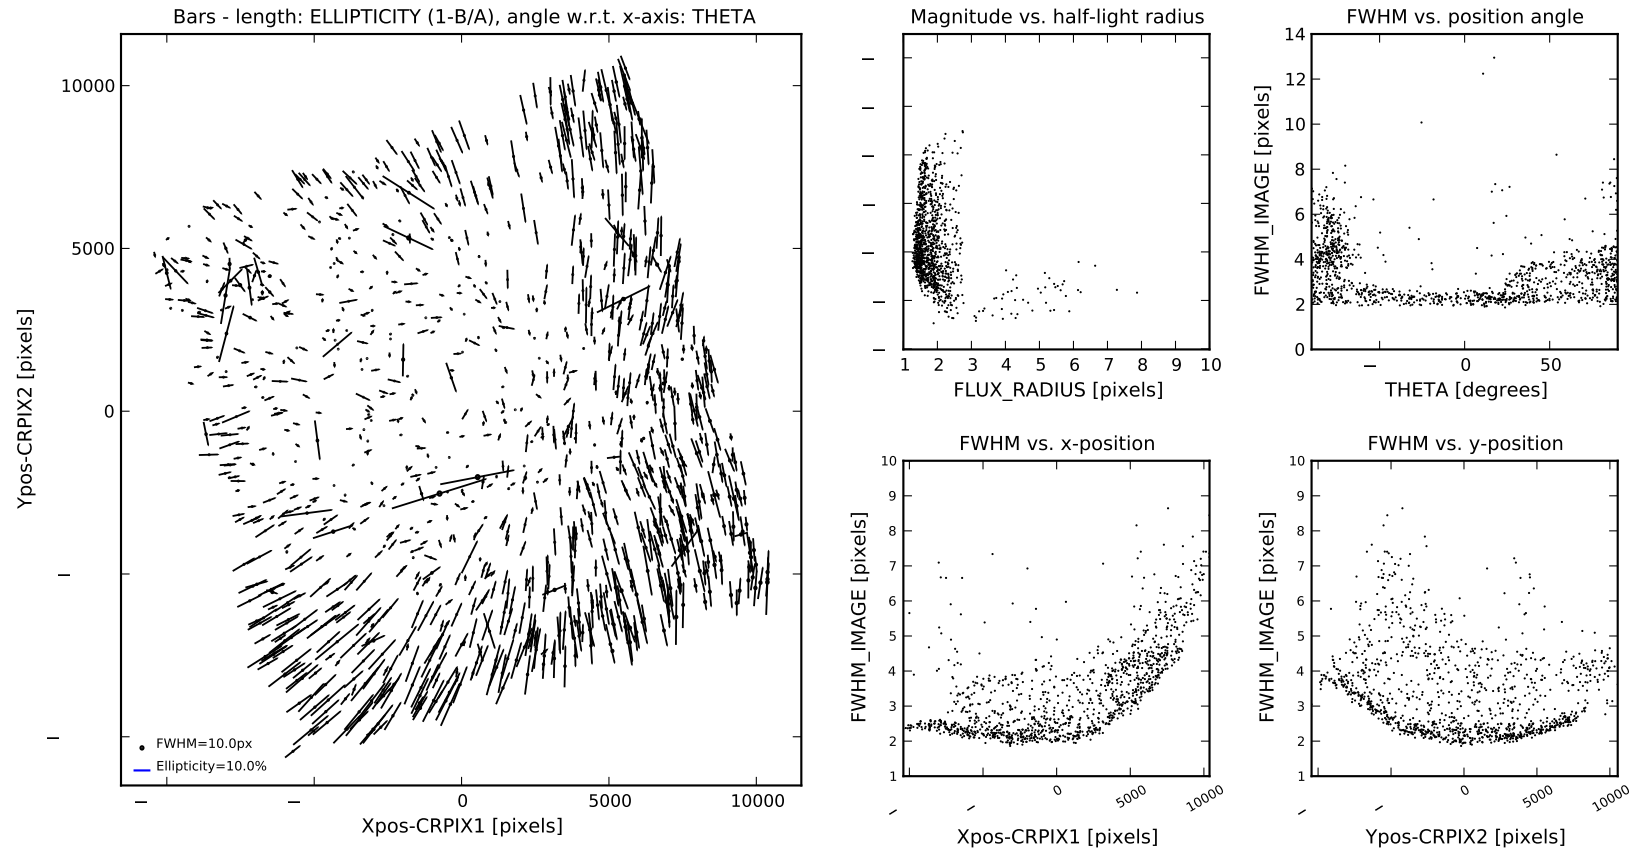 Bars - length: ELLIPTICITY (1-B/A), angle w.r.t. x-axis: THETA
10000
5000
0
–
–
Ypos-CRPIX2 [pixels]
FWHM=10.0px
Ellipticity=10.0%
– – 0 5000 10000
Xpos-CRPIX1 [pixels]
Magnitude vs. half-light radius
–
–
–
–
–
–
–
1 2 3 4 5 6 7 8 9 10
FLUX_RADIUS [pixels]
FWHM vs. position angle
14
12
10
8
6
4
2
0
FWHM_IMAGE [pixels]
– 0 50
THETA [degrees]
FWHM vs. x-position
10
9
8
7
6
5
4
3
2
1
FWHM_IMAGE [pixels]
– – 0 5000 10000
Xpos-CRPIX1 [pixels]
FWHM vs. y-position
10
9
8
7
6
5
4
3
2
1
FWHM_IMAGE [pixels]
– – 0 5000 10000
Ypos-CRPIX2 [pixels]